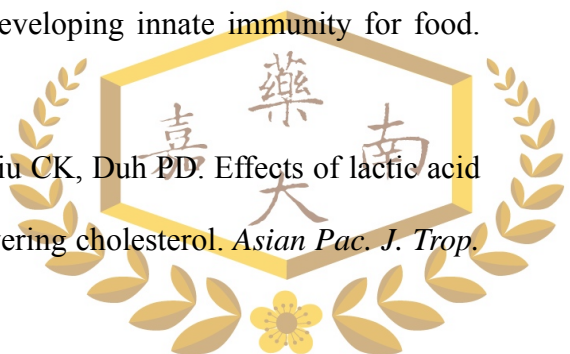 eveloping innate immunity for food.
藥
嘉 南
iu CK, Duh PD. Effects of lactic acid
大
vering cholesterol. Asian Pac. J. Trop.